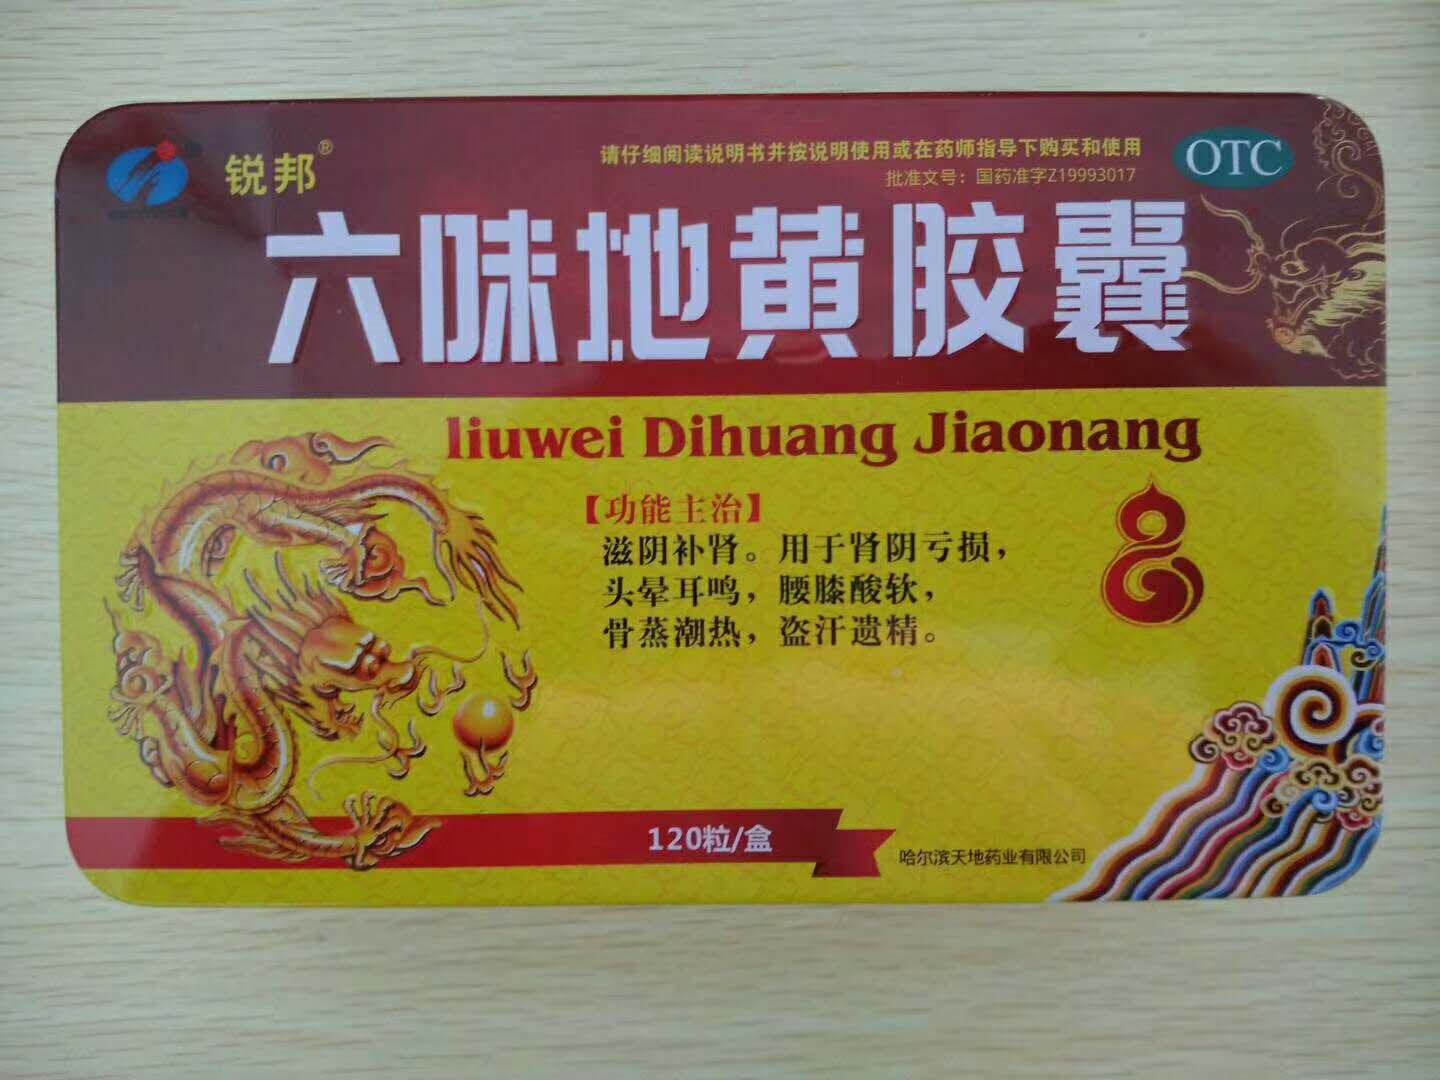 锐邦®
请仔细阅读说明书并按说明使用或在药师指导下购买和使用
批准文号：国药准字Z19993017
OTC
六味地黄胶囊
liuwei Dihuang Jiaonang
【功能主治】
滋阴补肾。用于肾阴亏损，
头晕耳鸣，腰膝酸软，
骨蒸潮热，盗汗遗精。
120粒/盒
哈尔滨天地药业有限公司